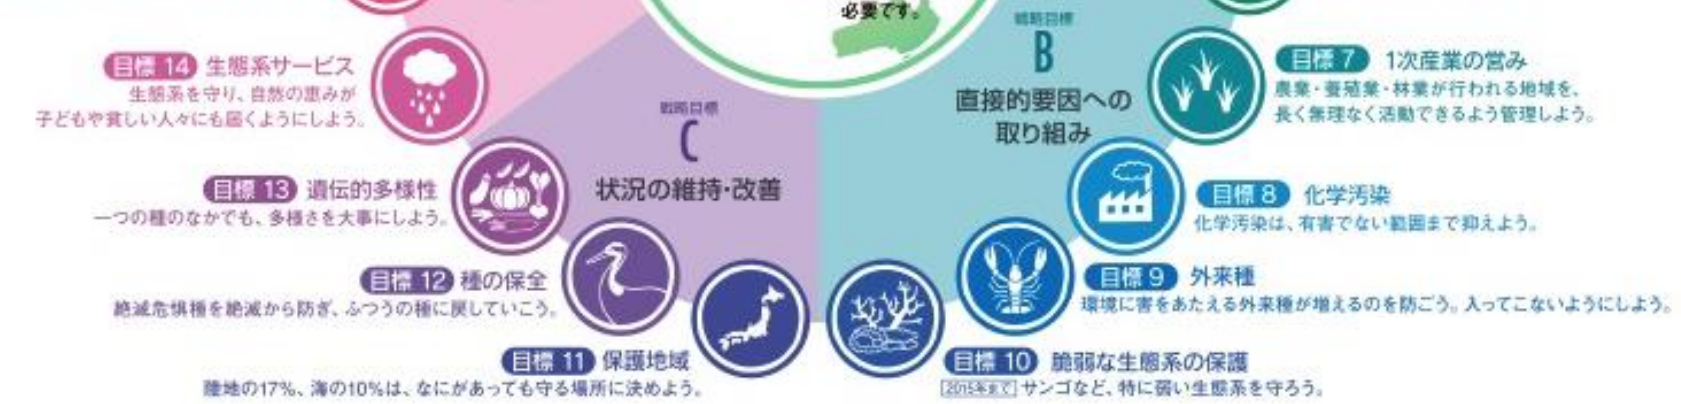 必要です。
戦略目標
B
直接的要因への
取り組み
目標 7 1次産業の営み
農業・養殖業・林業が行われる地域を、
長く無理なく活動できるよう管理しよう。
目標 8 化学汚染
化学汚染は、有害でない範囲まで抑えよう。
目標 9 外来種
環境に害をあたえる外来種が増えるのを防ごう。入ってこないようにしよう。
目標 10 脆弱な生態系の保護
2015年まで サンゴなど、特に弱い生態系を守ろう。
戦略目標
C
状況の維持・改善
目標 11 保護地域
陸地の17%、海の10%は、なにがあっても守る場所に決めよう。
目標 12 種の保全
絶滅危惧種を絶滅から防ぎ、ふつうの種に戻していこう。
目標 13 遺伝的多様性
一つの種のなかでも、多様さを大事にしよう。
目標 14 生態系サービス
生態系を守り、自然の恵みが
子どもや貧しい人々にも届くようにしよう。